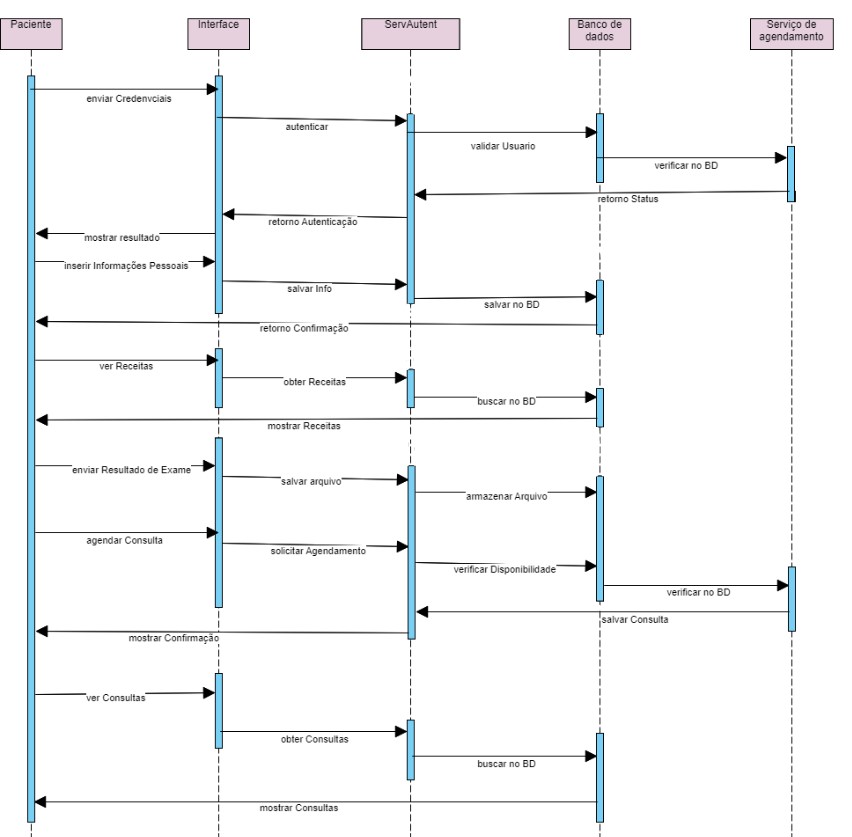 Paciente
Interface
ServAutent
Banco de
dados
Serviço de
agendamento
enviar Credenvciais
autenticar
validar Usuario
verificar no BD
retorno Status
retorno Autenticação
mostrar resultado
inserir Informações Pessoais
salvar Info
salvar no BD
retorno Confirmação
ver Receitas
obter Receitas
buscar no BD
mostrar Receitas
enviar Resultado de Exame
salvar arquivo
armazenar Arquivo
agendar Consulta
solicitar Agendamento
verificar Disponibilidade
verificar no BD
salvar Consulta
mostrar Confirmação
ver Consultas
obter Consultas
buscar no BD
mostrar Consultas